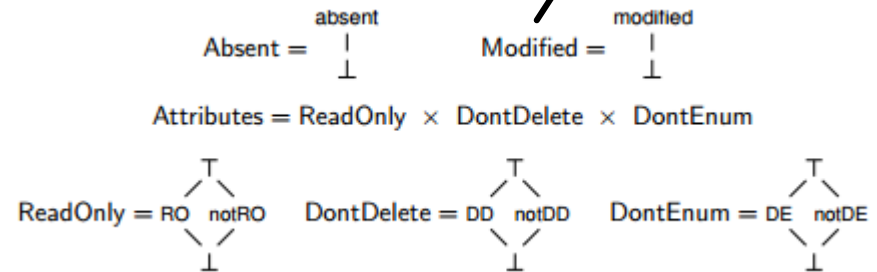 absent modified
Absent = | Modified = |
⊥ ⊥
Attributes = ReadOnly × DontDelete × DontEnum
⊤ ⊤ ⊤
ReadOnly = RO notRO DontDelete = DD notDD DontEnum = DE notDE
⊥ ⊥ ⊥